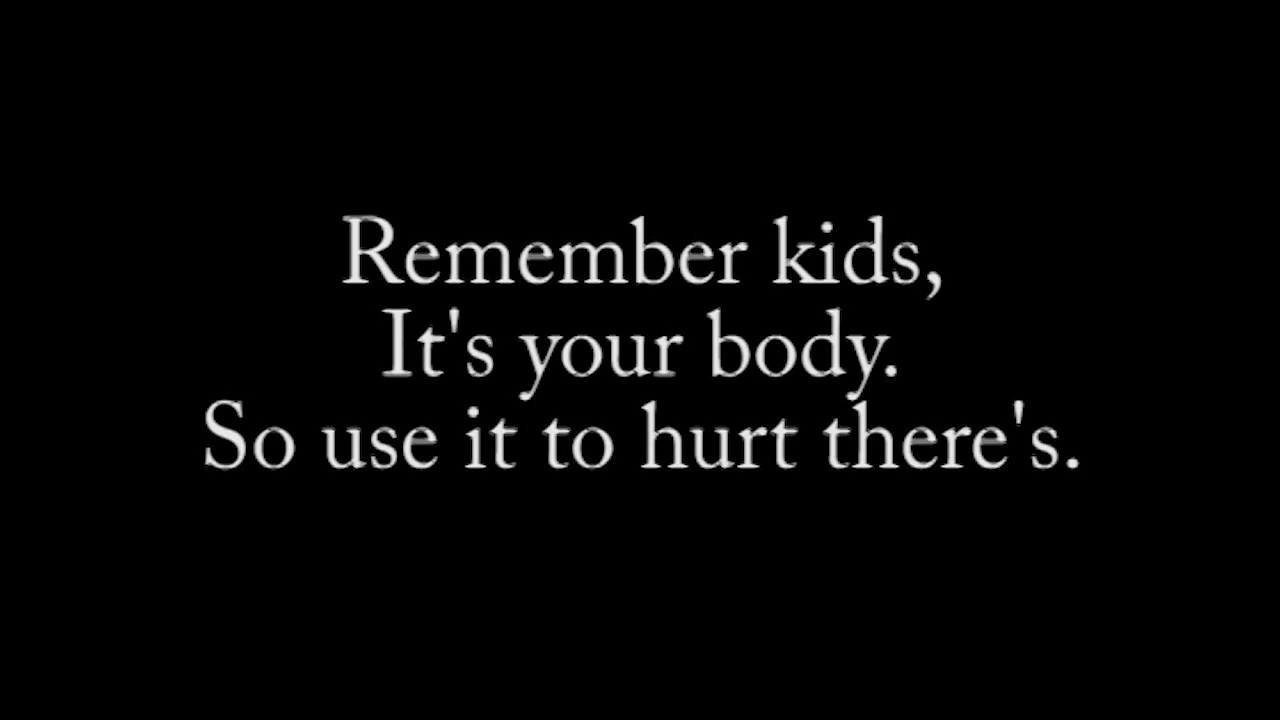 Remember kids,
It's your body.
So use it to hurt there's.